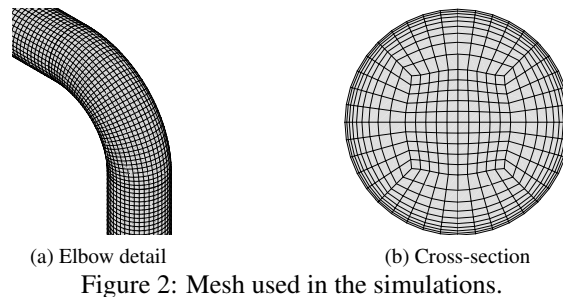 (a) Elbow detail
(b) Cross-section
Figure 2: Mesh used in the simulations.